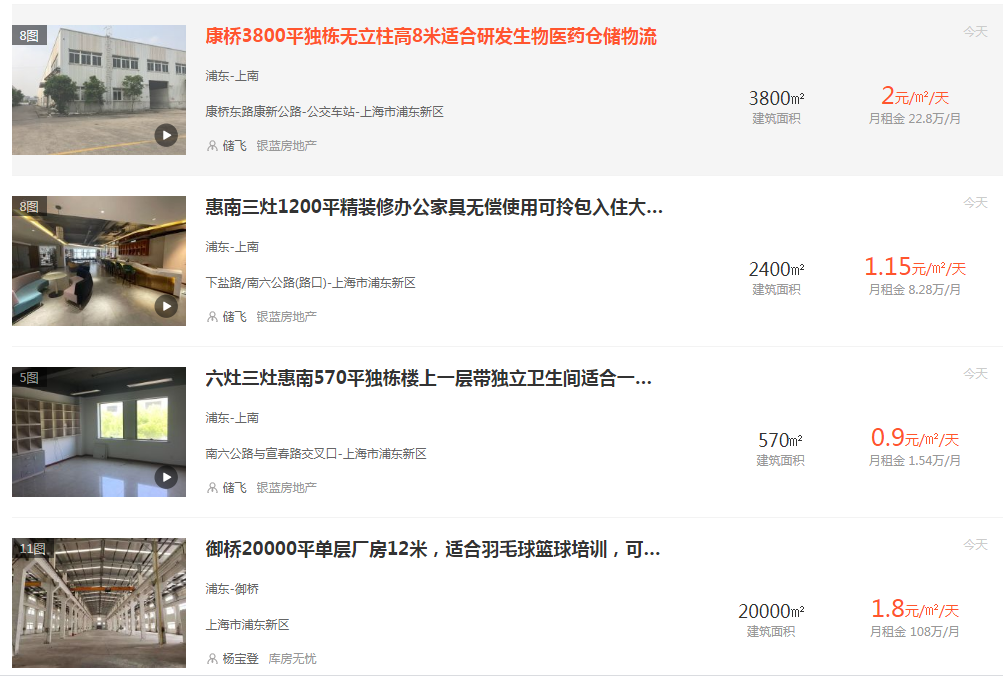 8图
康桥3800平独栋无立柱高8米适合研发生物医药仓储物流
今天
浦东-上南
康桥东路康新公路-公交车站-上海市浦东新区
3800m²
建筑面积
2元/m²/天
月租金 22.8万/月
储飞 银蓝房地产
8图
惠南三灶1200平精装修办公家具无偿使用可拎包入住大...
今天
浦东-上南
下盐路/南六公路(路口)-上海市浦东新区
2400m²
建筑面积
1.15元/m²/天
月租金 8.28万/月
储飞 银蓝房地产
5图
六灶三灶惠南570平独栋楼上一层带独立卫生间适合一...
今天
浦东-上南
南六公路与宣春路交叉口-上海市浦东新区
570m²
建筑面积
0.9元/m²/天
月租金 1.54万/月
储飞 银蓝房地产
11图
御桥20000平单层厂房12米，适合羽毛球篮球培训，可...
今天
浦东-御桥
上海市浦东新区
20000m²
建筑面积
1.8元/m²/天
月租金 108万/月
杨宝登 库房无忧